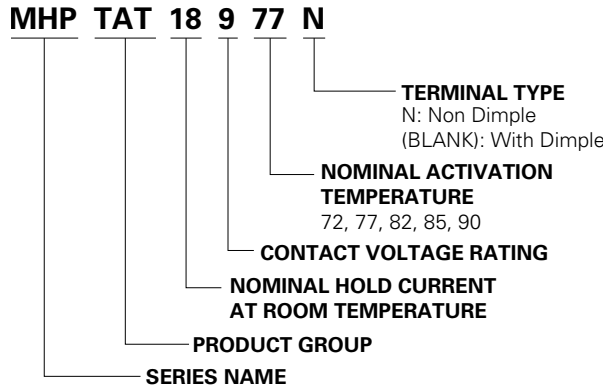 MHP TAT 18 9 77 N
TERMINAL TYPE
N: Non Dimple
(BLANK): With Dimple
NOMINAL ACTIVATION
TEMPERATURE
72, 77, 82, 85, 90
CONTACT VOLTAGE RATING
NOMINAL HOLD CURRENT
AT ROOM TEMPERATURE
PRODUCT GROUP
SERIES NAME